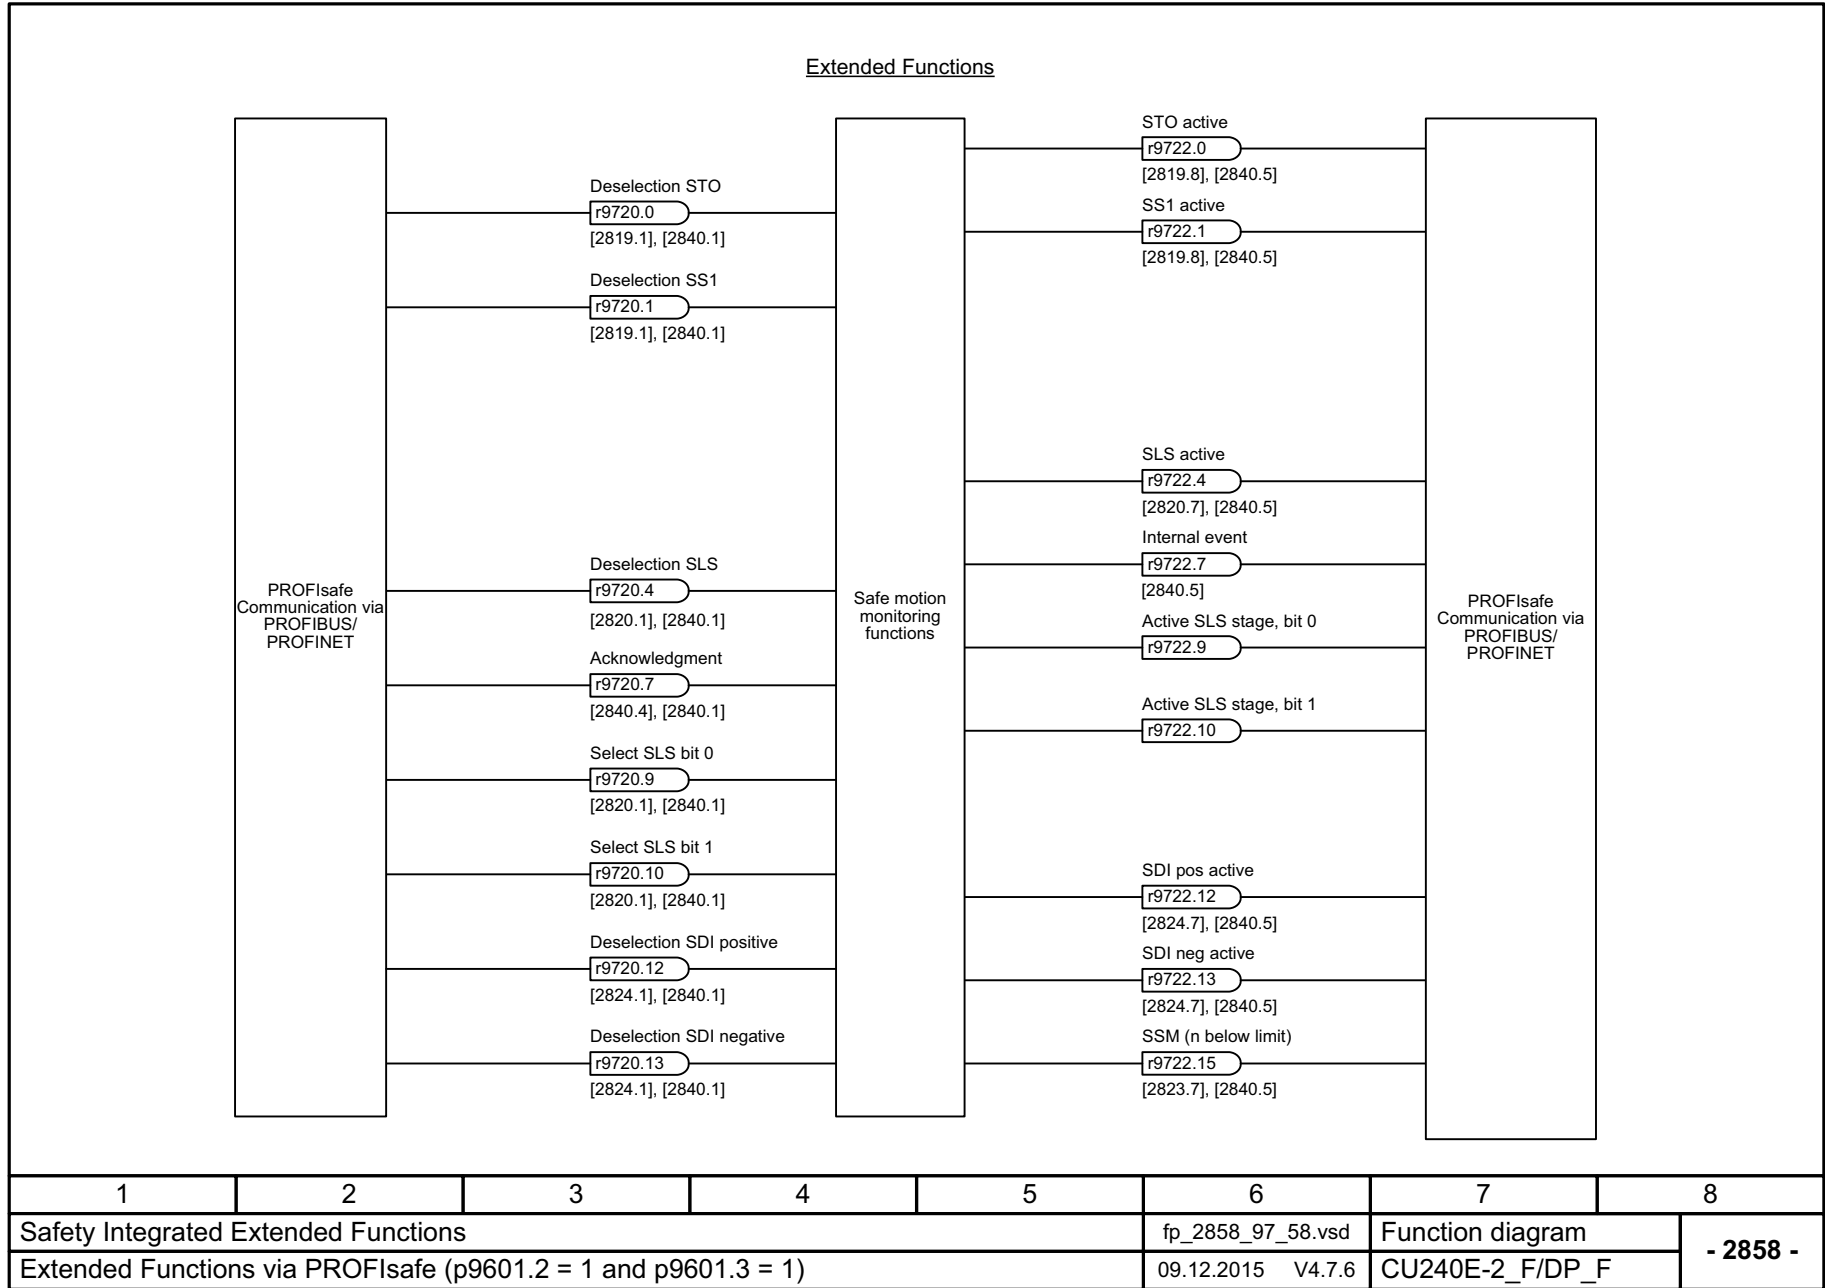 Extended Functions
PROFIsafe
Communication via
PROFIBUS/
PROFINET
Deselection STO
r9720.0
[2819.1], [2840.1]
Deselection SS1
r9720.1
[2819.1], [2840.1]
Deselection SLS
r9720.4
[2820.1], [2840.1]
Acknowledgment
r9720.7
[2840.4], [2840.1]
Select SLS bit 0
r9720.9
[2820.1], [2840.1]
Select SLS bit 1
r9720.10
[2820.1], [2840.1]
Deselection SDI positive
r9720.12
[2824.1], [2840.1]
Deselection SDI negative
r9720.13
[2824.1], [2840.1]
Safe motion
monitoring
functions
STO active
r9722.0
[2819.8], [2840.5]
SS1 active
r9722.1
[2819.8], [2840.5]
SLS active
r9722.4
[2820.7], [2840.5]
Internal event
r9722.7
[2840.5]
Active SLS stage, bit 0
r9722.9
Active SLS stage, bit 1
r9722.10
SDI pos active
r9722.12
[2824.7], [2840.5]
SDI neg active
r9722.13
[2824.7], [2840.5]
SSM (n below limit)
r9722.15
[2823.7], [2840.5]
PROFIsafe
Communication via
PROFIBUS/
PROFINET
1 2 3 4 5 6 7 8
Safety Integrated Extended Functions fp_2858_97_58.vsd Function diagram
- 2858 -
Extended Functions via PROFIsafe (p9601.2 = 1 and p9601.3 = 1) 09.12.2015 V4.7.6 CU240E-2_F/DP_F